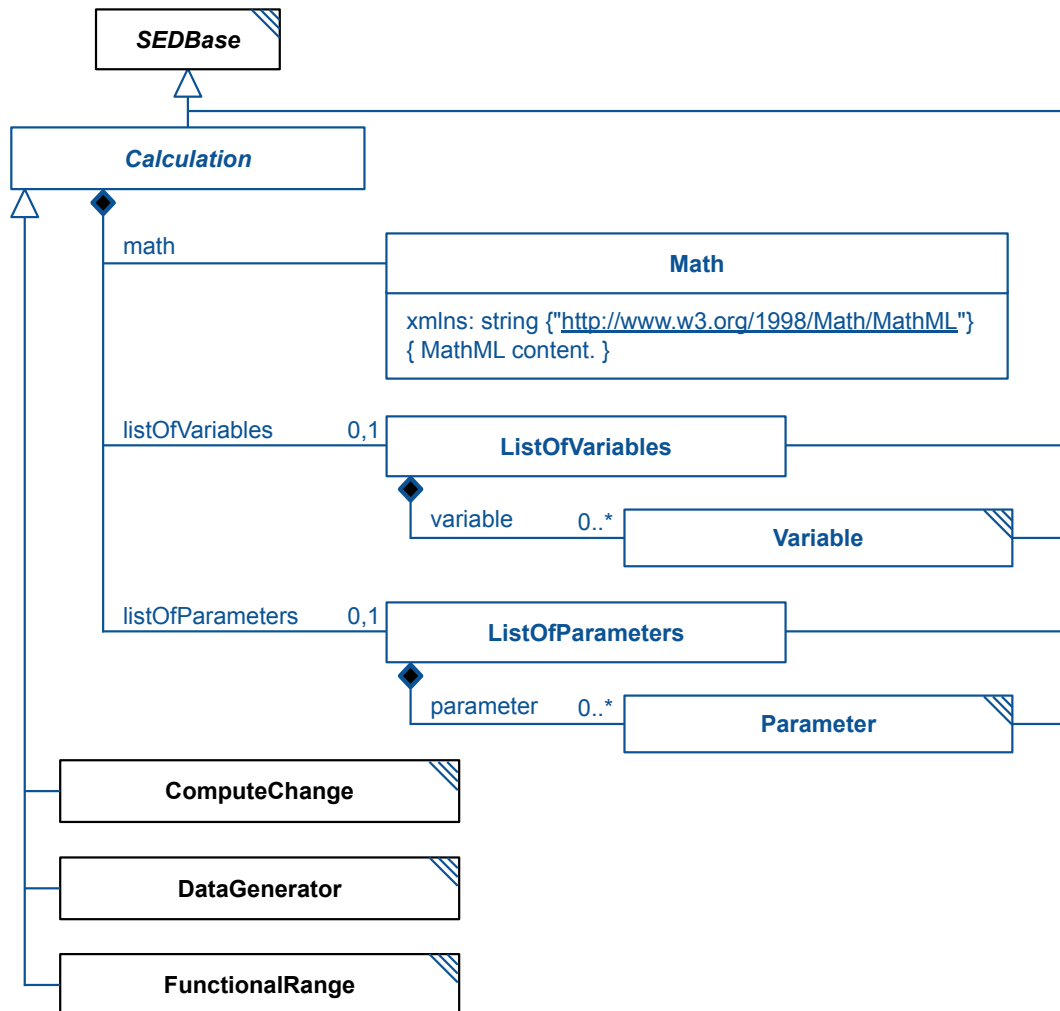 SEDBase
Calculation
math
Math
xmlns: string {"http://www.w3.org/1998/Math/MathML"}
{ MathML content. }
listOfVariables 0,1
ListOfVariables
variable 0..*
Variable
listOfParameters 0,1
ListOfParameters
parameter 0..*
Parameter
ComputeChange
DataGenerator
FunctionalRange